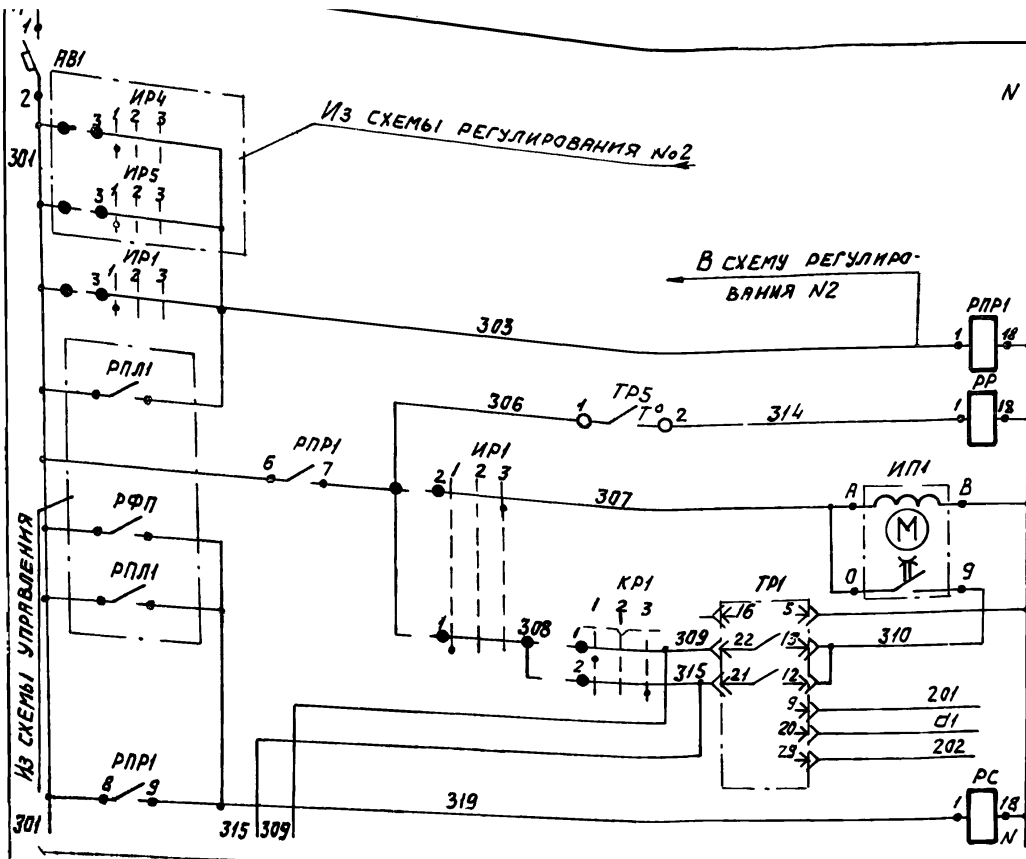 1
АВ1
2
ИР4
3 1 2 3
ИЗ СХЕМЫ РЕГУЛИРОВАНИЯ №2
N
301
ИР5
3 1 2 3
ИР1
3 1 2 3
В СХЕМУ РЕГУЛИРО-
ВАНИЯ N2
303
РПР1
1 18
РПЛ1
306
1 ТР5 Т° 2
314
РР
1 18
РПР1
6 7
ИР1
2 1 2 3
307
ИП1
А В
М
О 9
РФП
РПЛ1
ИЗ СХЕМЫ УПРАВЛЕНИЯ
КР1
1 2 3
ТР1
16 5
1 308 1 309 22 13 310
2 315 21 12
9 201
20 d1
29 202
РПР1
8 9
319
РС
1 18
301
315 309
N